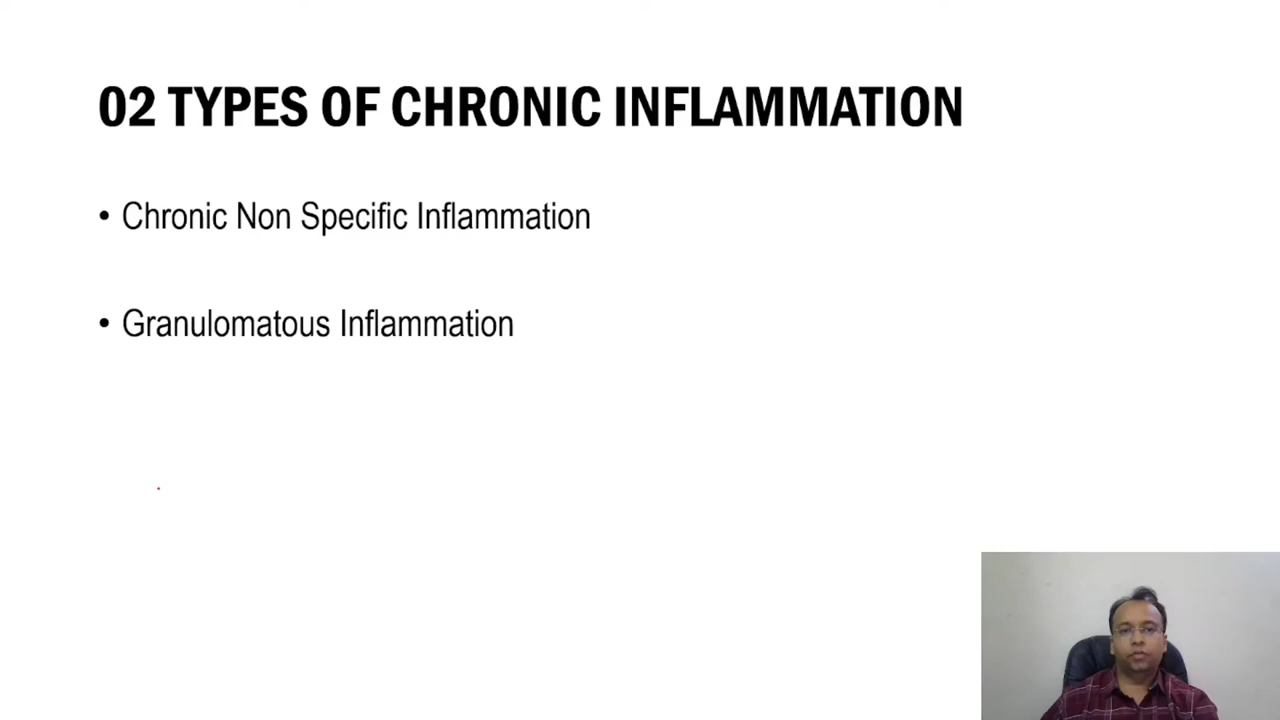 02 TYPES OF CHRONIC INFLAMMATION
• Chronic Non Specific Inflammation
• Granulomatous Inflammation